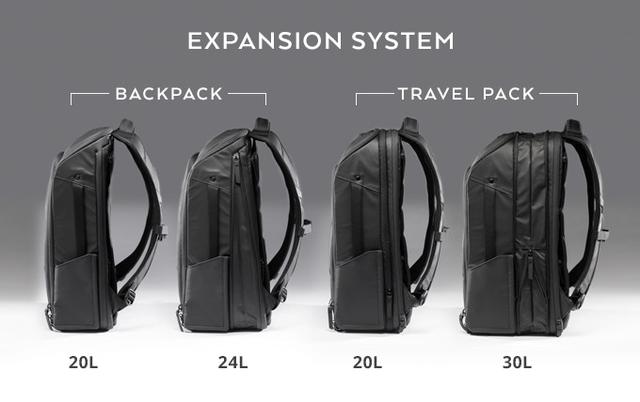 EXPANSION SYSTEM
BACKPACK
TRAVEL PACK
20L
24L
20L
30L